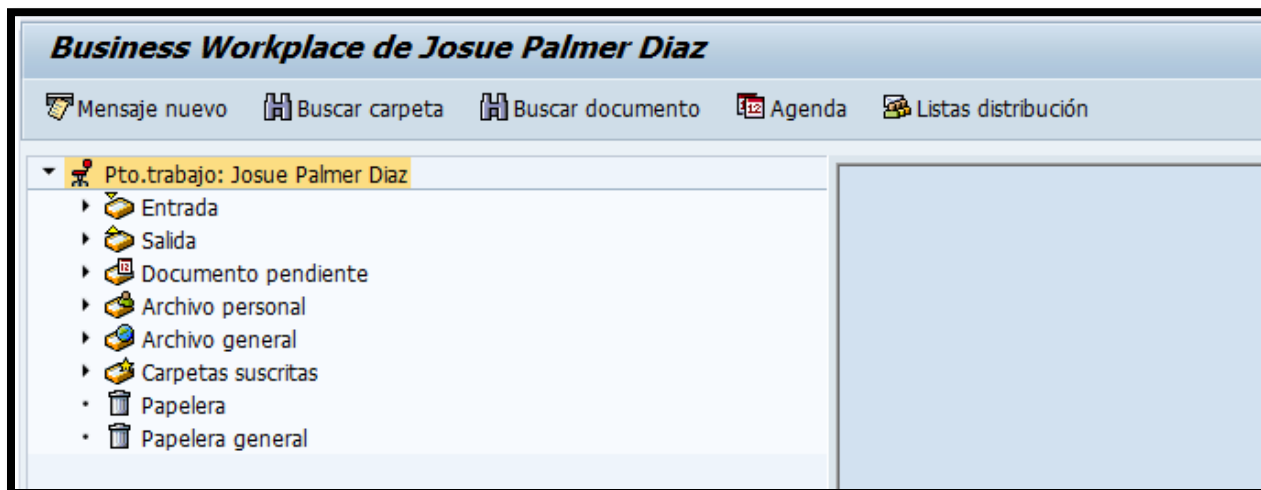 Business Workplace de Josue Palmer Diaz
Mensaje nuevo Buscar carpeta Buscar documento Agenda Listas distribución
Pto.trabajo: Josue Palmer Diaz
Entrada
Salida
Documento pendiente
Archivo personal
Archivo general
Carpetas suscritas
Papelera
Papelera general